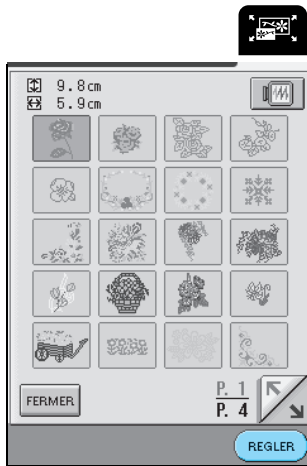 9.8cm
5.9cm
FERMER
P. 1
P. 4
REGLER